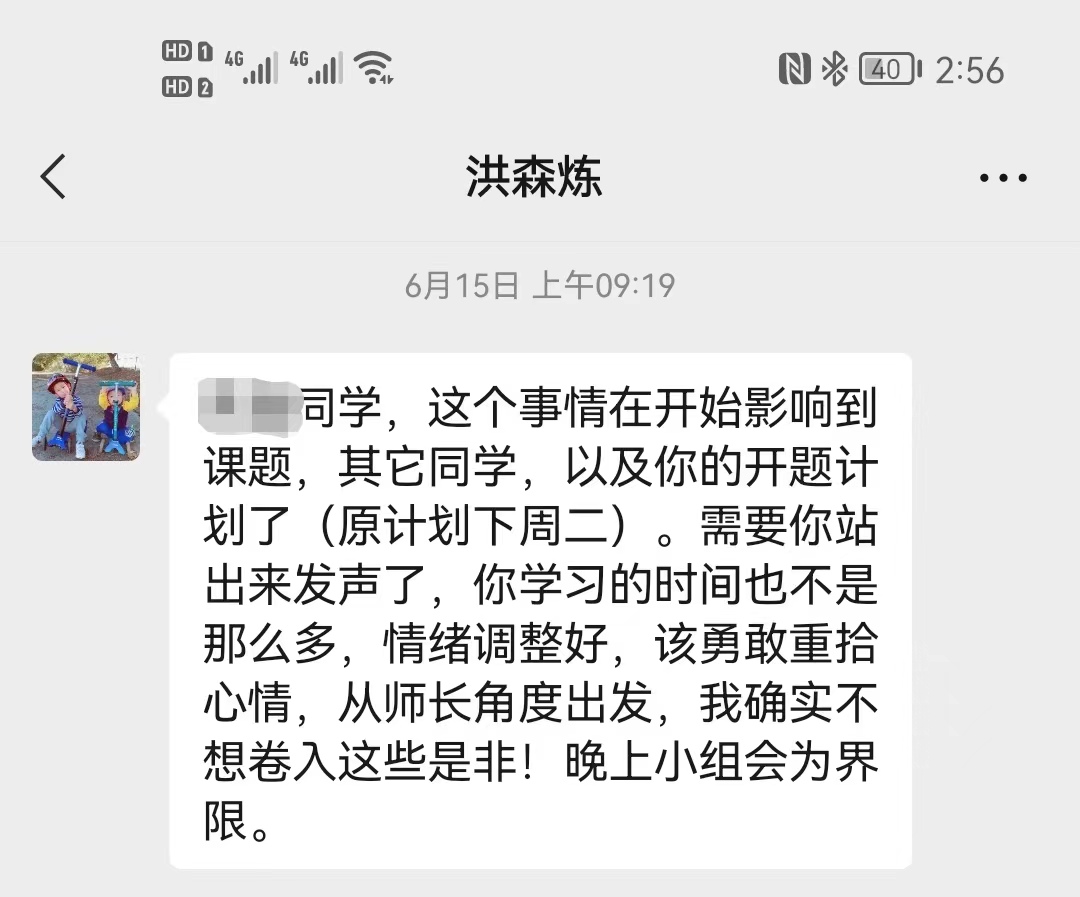 HD 1 4G 4G
HD 2
40 2:56
洪森炼
6月15日 上午09:19
同学，这个事情在开始影响到
课题，其它同学，以及你的开题计
划了（原计划下周二）。需要你站
出来发声了，你学习的时间也不是
那么多，情绪调整好，该勇敢重拾
心情，从师长角度出发，我确实不
想卷入这些是非！晚上小组会为界
限。